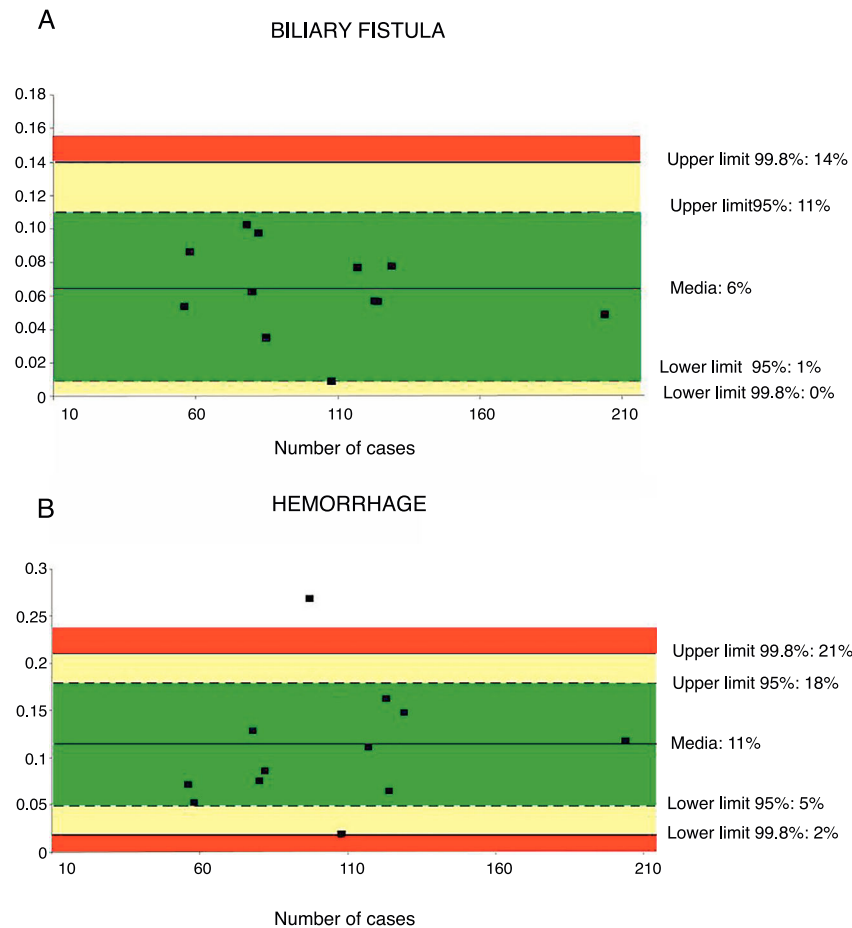 A
BILIARY FISTULA
0.18
0.16
Upper limit 99.8%: 14%
0.14
0.12
Upper limit95%: 11%
0.10
0.08
Media: 6%
0.06
0.04
Lower limit 95%: 1%
0.02
Lower limit 99.8%: 0%
0
10 60 110 160 210
Number of cases
B
HEMORRHAGE
0.3
0.25
Upper limit 99.8%: 21%
0.2
Upper limit 95%: 18%
0.15
Media: 11%
0.1
Lower limit 95%: 5%
0.05
Lower limit 99.8%: 2%
0
10 60 110 160 210
Number of cases